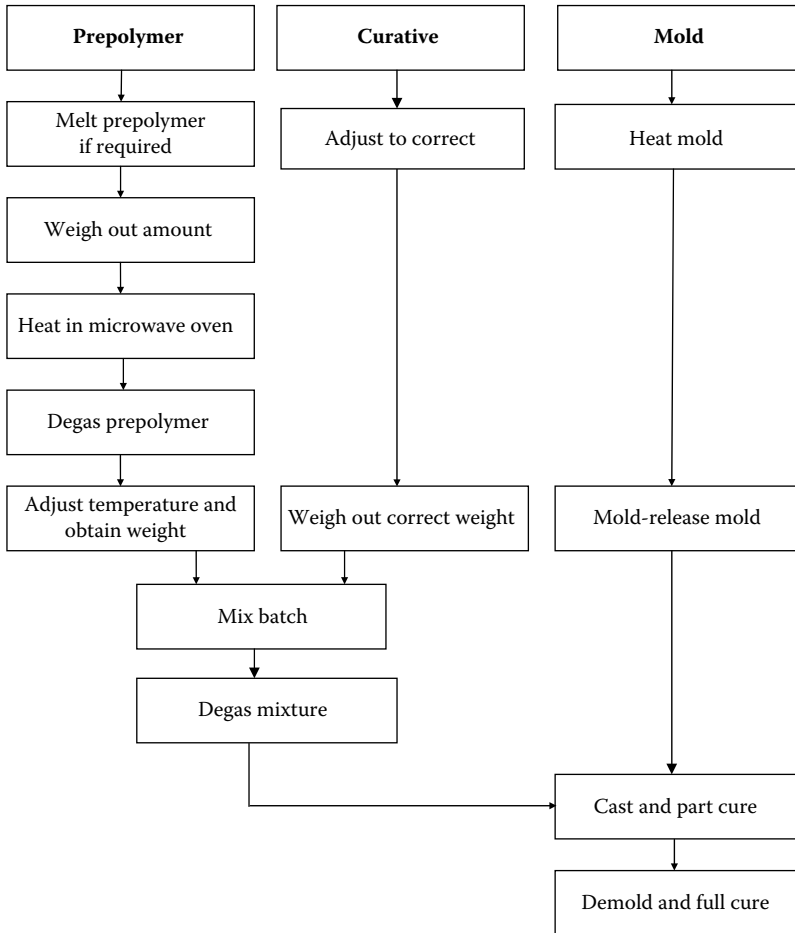 Prepolymer
Curative
Mold
Melt prepolymer
if required
Adjust to correct
Heat mold
Weigh out amount
Heat in microwave oven
Degas prepolymer
Adjust temperature and
obtain weight
Weigh out correct weight
Mold-release mold
Mix batch
Degas mixture
Cast and part cure
Demold and full cure